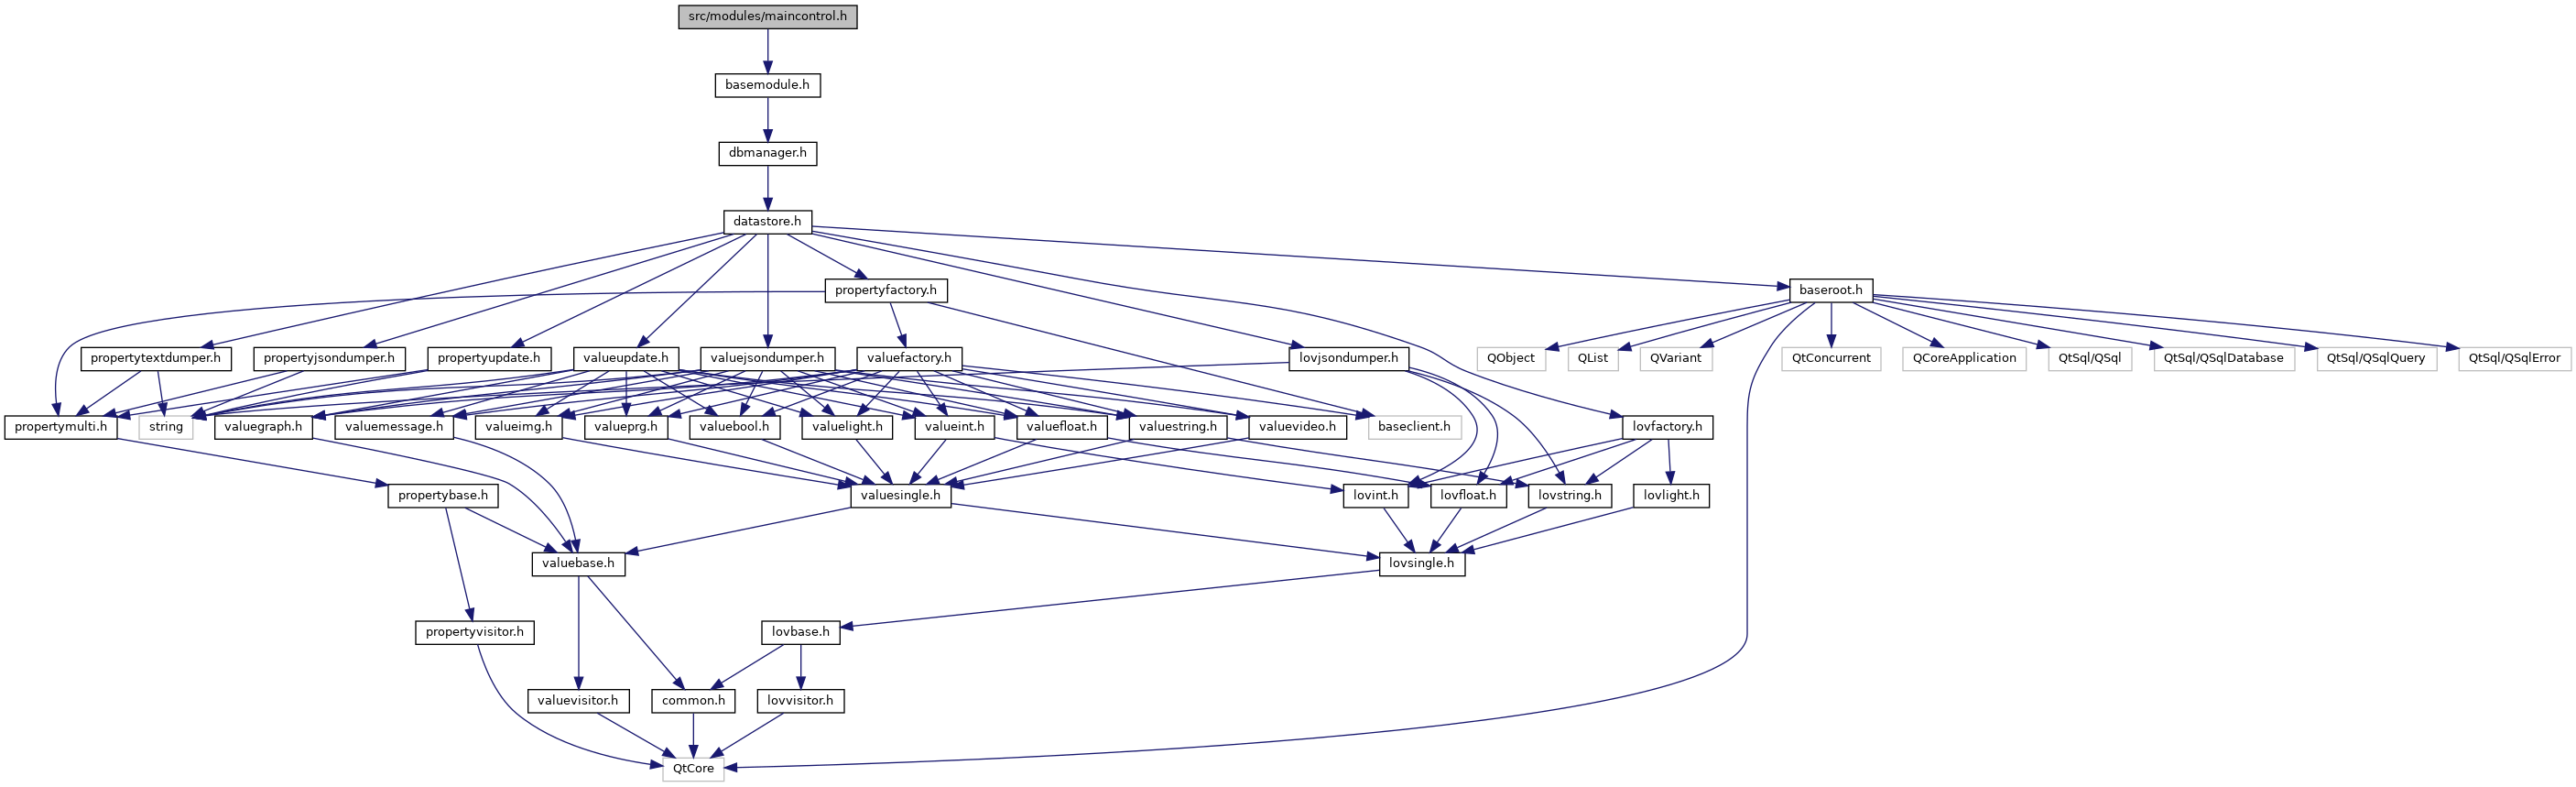 src/modules/maincontrol.h
basemodule.h
dbmanager.h
datastore.h
propertyfactory.h
baseroot.h
propertytextdumper.h
propertyjsondumper.h
propertyupdate.h
valueupdate.h
valuejsondumper.h
valuefactory.h
lovjsondumper.h
QObject
QList
QVariant
QtConcurrent
QCoreApplication
QtSql/QSql
QtSql/QSqlDatabase
QtSql/QSqlQuery
QtSql/QSqlError
propertymulti.h
string
valuegraph.h
valuemessage.h
valueimg.h
valueprg.h
valuebool.h
valuelight.h
valueint.h
valuefloat.h
valuestring.h
valuevideo.h
baseclient.h
lovfactory.h
propertybase.h
valuesingle.h
lovint.h
lovfloat.h
lovstring.h
lovlight.h
valuebase.h
lovsingle.h
propertyvisitor.h
lovbase.h
valuevisitor.h
common.h
lovvisitor.h
QtCore